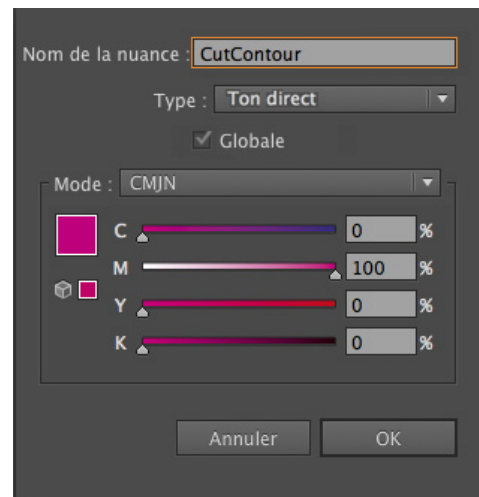 Nom de la nuance : CutContour
Type : Ton direct
Globale
Mode : CMJN
C 0 %
M 100 %
Y 0 %
K 0 %
Annuler OK